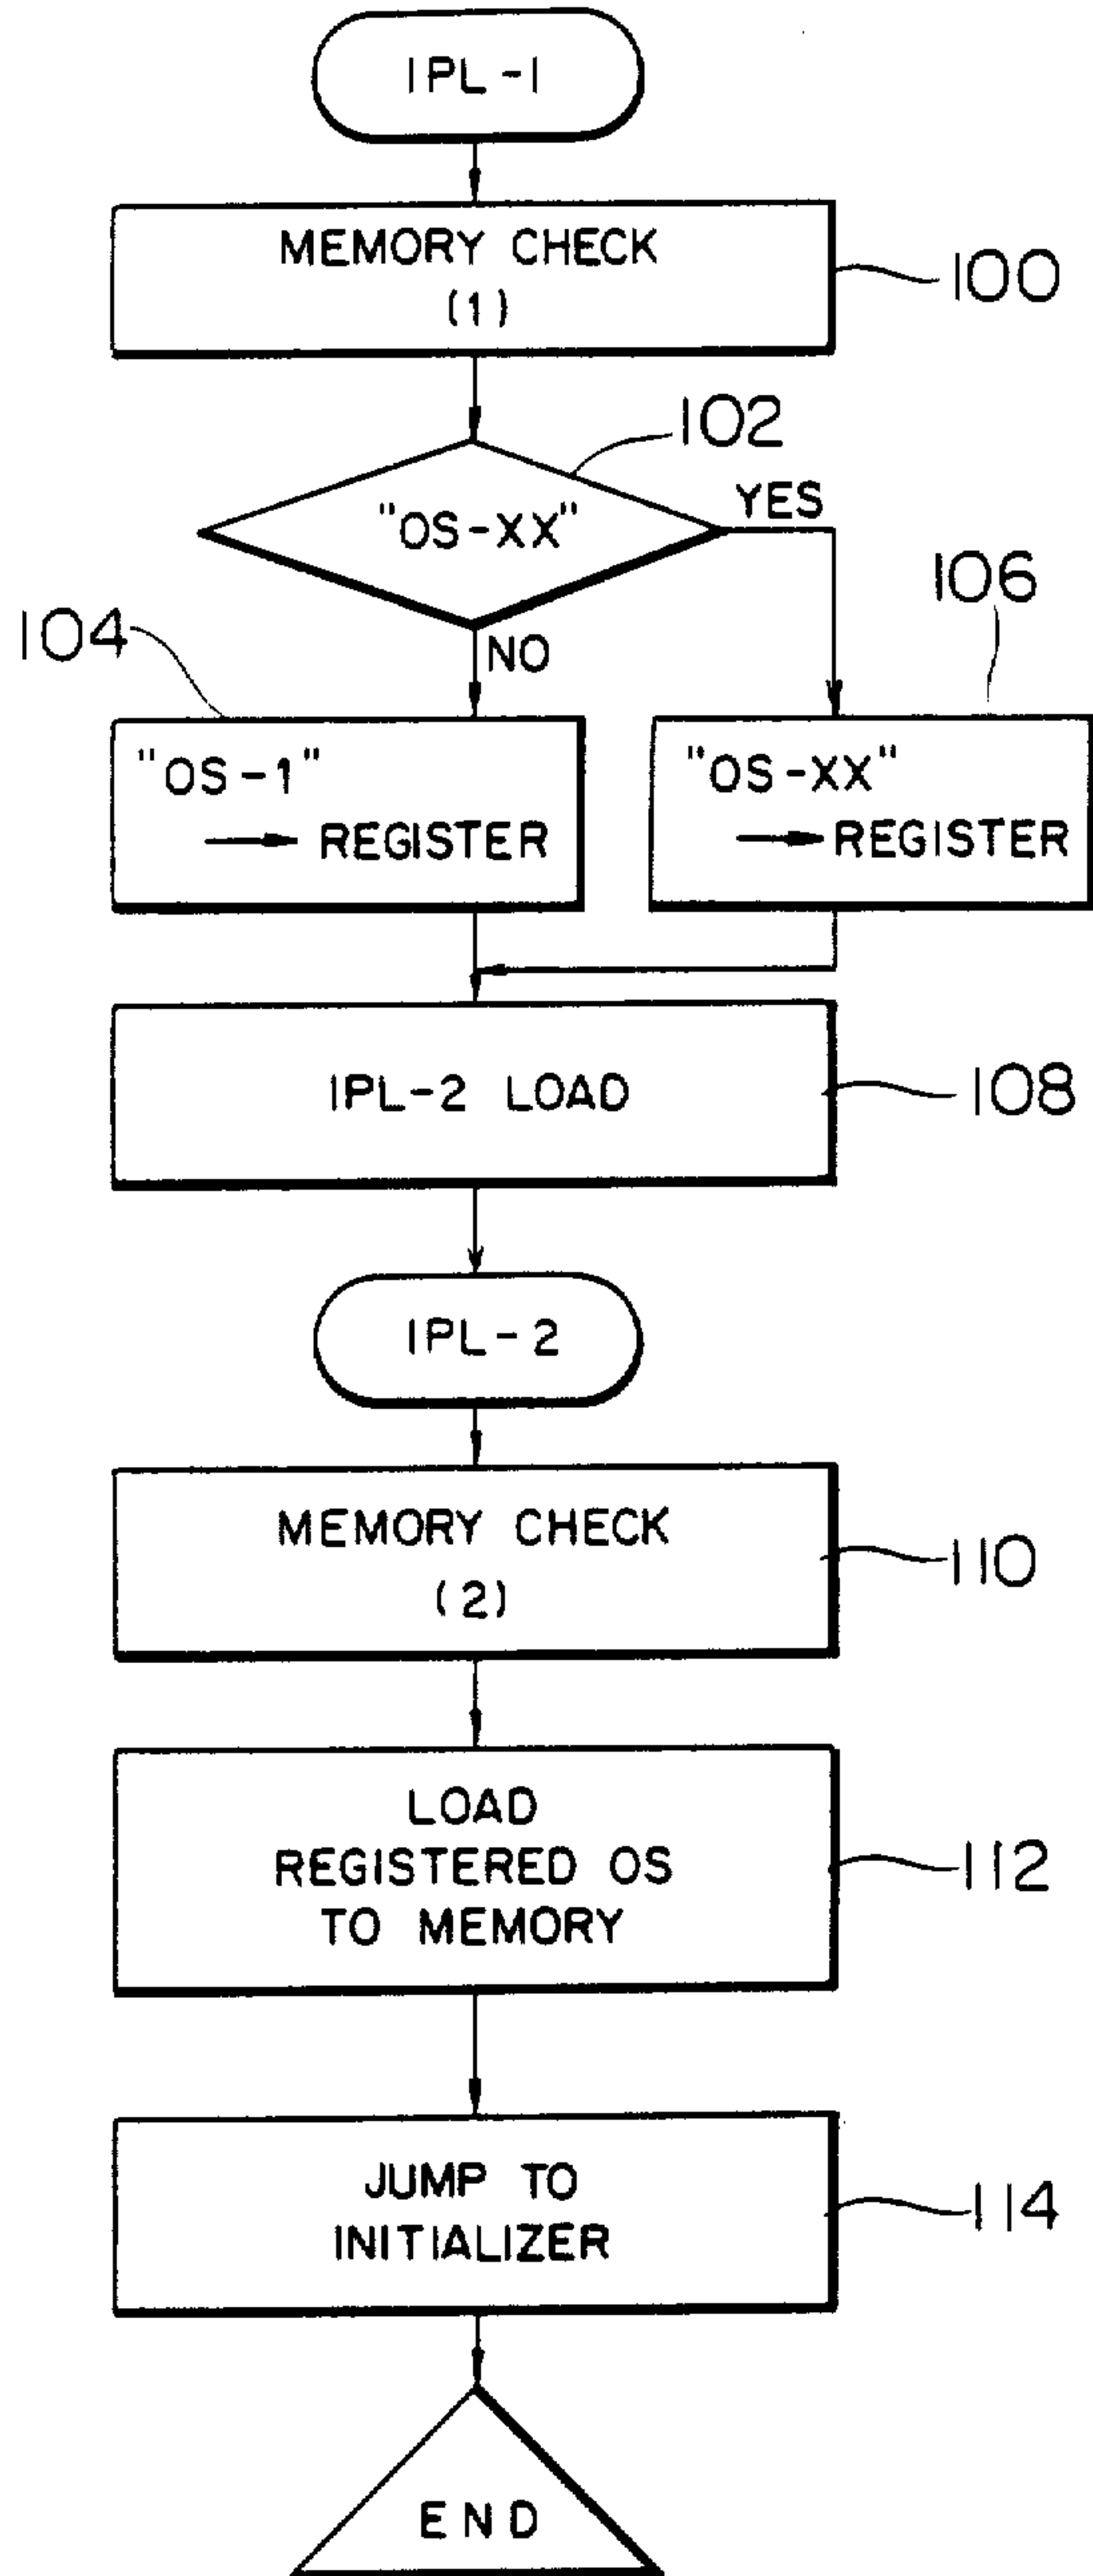 IPL-1
MEMORY CHECK
(1)
100
102
"OS-XX"
YES
106
104
NO
"OS-1"
→ REGISTER
"OS-XX"
→ REGISTER
IPL-2 LOAD
108
IPL-2
MEMORY CHECK
(2)
110
LOAD
REGISTERED OS
TO MEMORY
112
JUMP TO
INITIALIZER
114
END